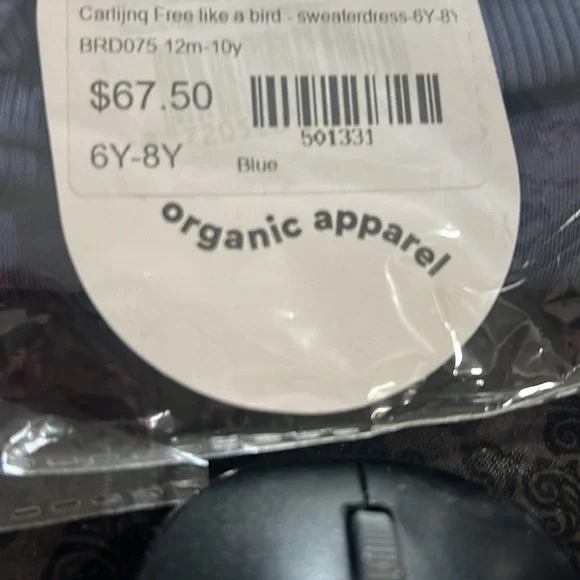 Carlijnq Free like a bird - sweaterdress-6Y-8Y
BRD075 12m-10y
$67.50
501331
6Y-8Y
Blue
organic apparel